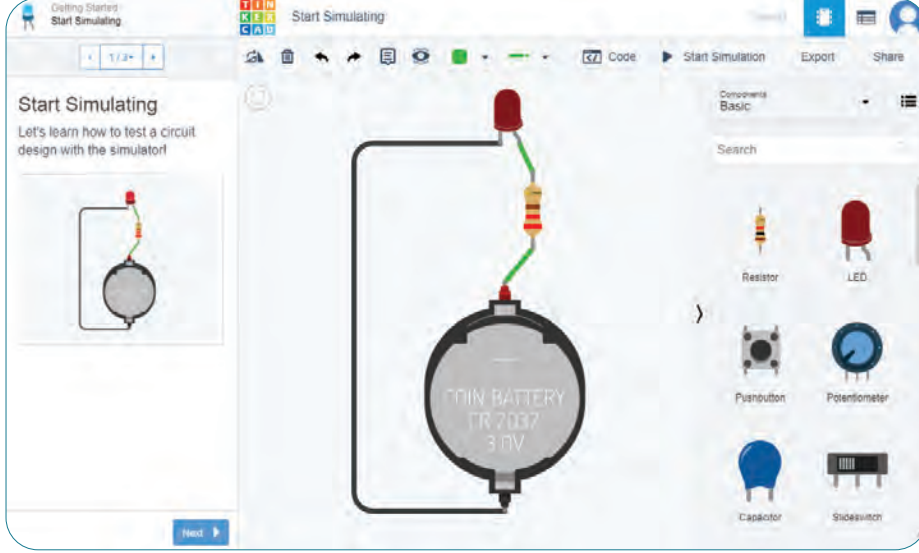 Getting Started
Start Simulating
TIN
KER
CAD
Start Simulating
1/3
Code
Start Simulation
Export
Share
Start Simulating
Let's learn how to test a circuit
design with the simulator!
Components
Basic
Search
Resistor
LED
Pushbutton
Potentiometer
Capacitor
Slideswitch
COIN BATTERY
CR 2032
3.0V
Next